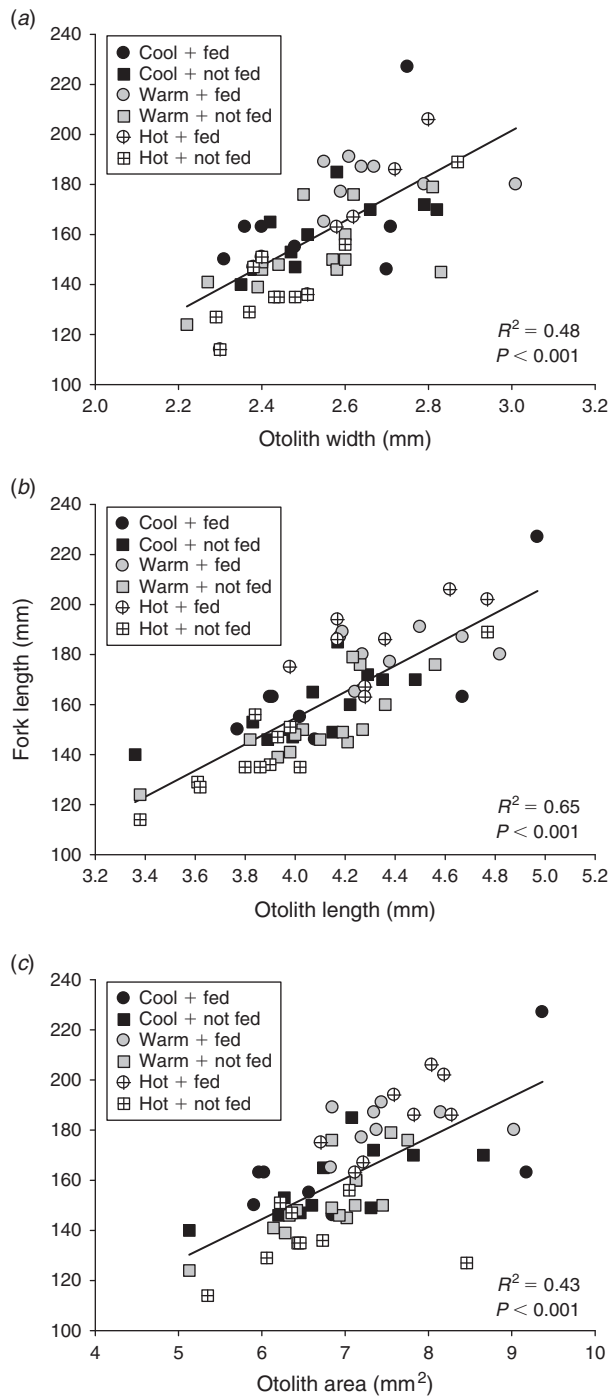 (a)
240
220
200
180
160
140
120
100
Cool + fed
Cool + not fed
Warm + fed
Warm + not fed
Hot + fed
Hot + not fed
R² = 0.48
P < 0.001
2.0 2.2 2.4 2.6 2.8 3.0 3.2
Otolith width (mm)
(b)
240
220
200
180
160
140
120
100
Fork length (mm)
Cool + fed
Cool + not fed
Warm + fed
Warm + not fed
Hot + fed
Hot + not fed
R² = 0.65
P < 0.001
3.2 3.4 3.6 3.8 4.0 4.2 4.4 4.6 4.8 5.0 5.2
Otolith length (mm)
(c)
240
220
200
180
160
140
120
100
Cool + fed
Cool + not fed
Warm + fed
Warm + not fed
Hot + fed
Hot + not fed
R² = 0.43
P < 0.001
4 5 6 7 8 9 10
Otolith area (mm²)